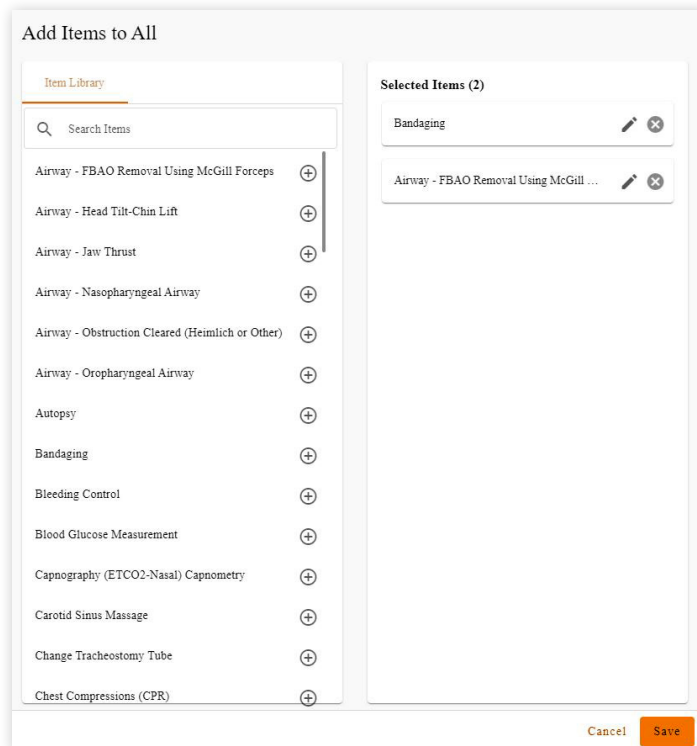 Add Items to All
Item Library
Search Items
Airway - FBAO Removal Using McGill Forceps
Airway - Head Tilt-Chin Lift
Airway - Jaw Thrust
Airway - Nasopharyngeal Airway
Airway - Obstruction Cleared (Heimlich or Other)
Airway - Oropharyngeal Airway
Autopsy
Bandaging
Bleeding Control
Blood Glucose Measurement
Capnography (ETCO2-Nasal) Capnometry
Carotid Sinus Massage
Change Tracheostomy Tube
Chest Compressions (CPR)
Selected Items (2)
Bandaging
Airway - FBAO Removal Using McGill ...
Cancel
Save